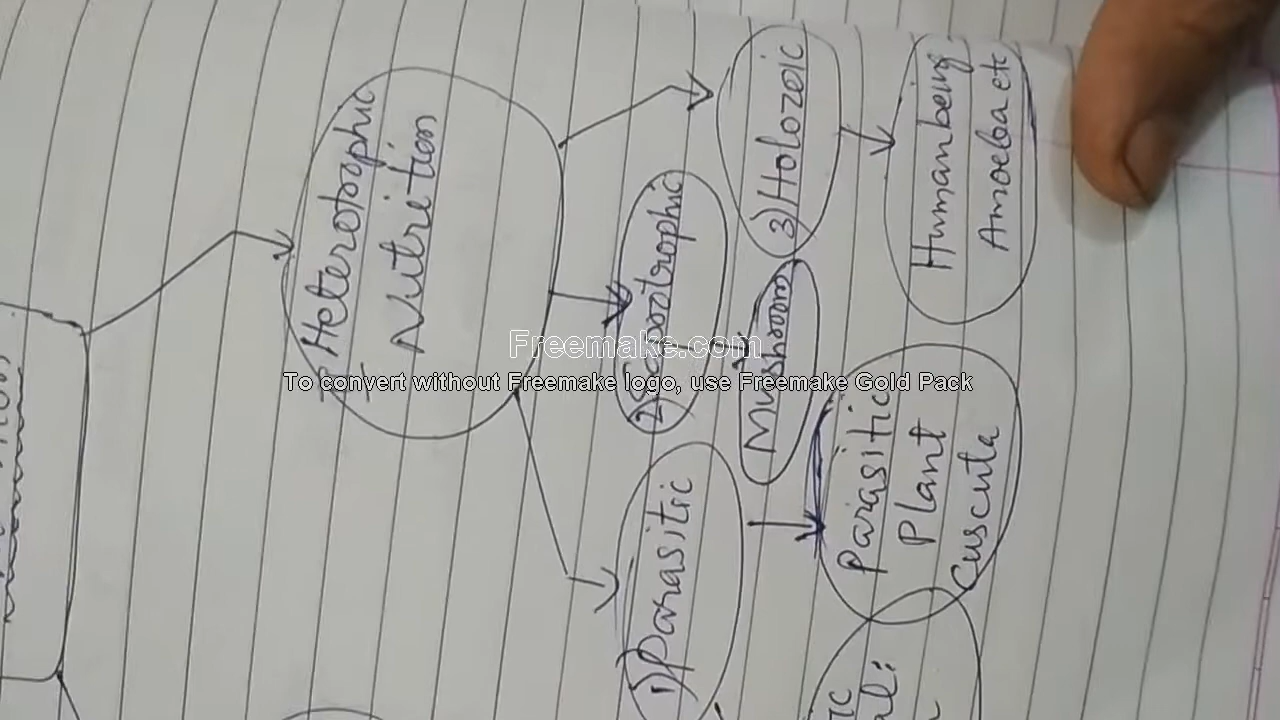 Heterotophic
Nutrition
1) Parasitic
2) Saprotrophic
3) Holozoic
Parasitic
Plant
Cuscuta
Mushroom
Human being
Amoeba etc
Freemake.com
To convert without Freemake logo, use Freemake Gold Pack